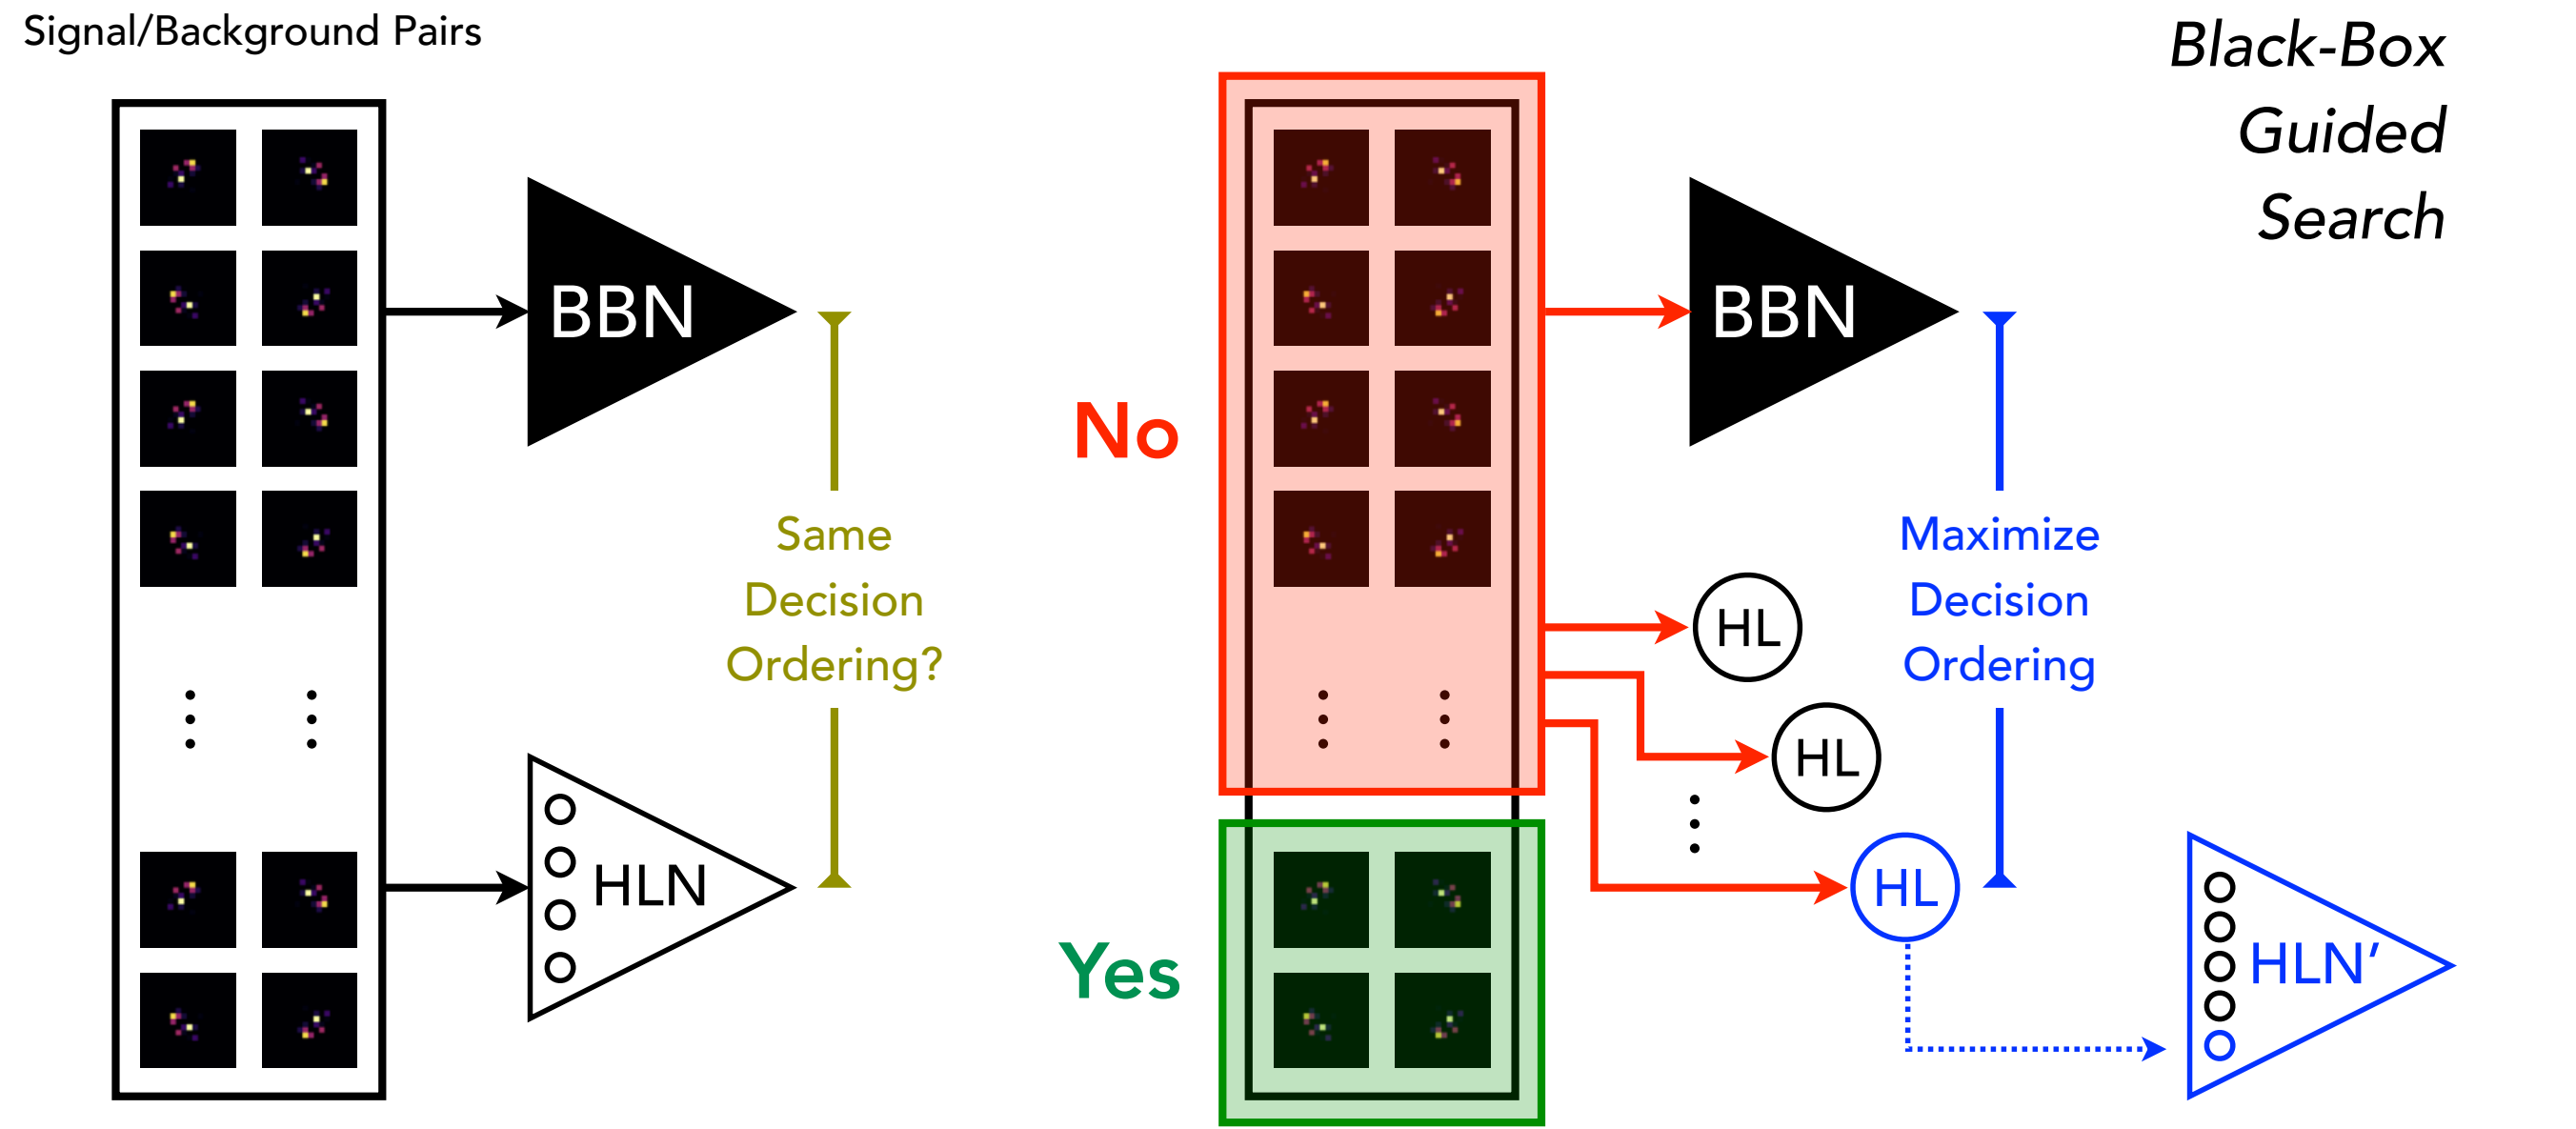 Signal/Background Pairs
BBN
Same
Decision
Ordering?
HLN
No
Yes
BBN
HL
HL
HL
Maximize
Decision
Ordering
HLN′
Black-Box
Guided
Search